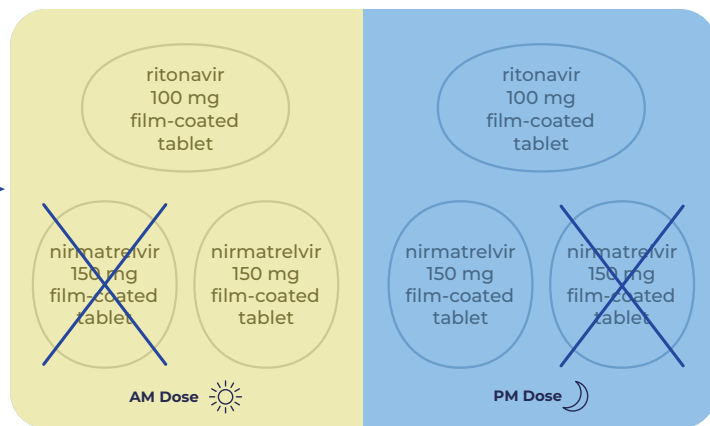 ritonavir
100 mg
film-coated
tablet
ritonavir
100 mg
film-coated
tablet
nirmatrelvir
150 mg
film-coated
tablet
nirmatrelvir
150 mg
film-coated
tablet
nirmatrelvir
150 mg
film-coated
tablet
nirmatrelvir
150 mg
film-coated
tablet
AM Dose
PM Dose